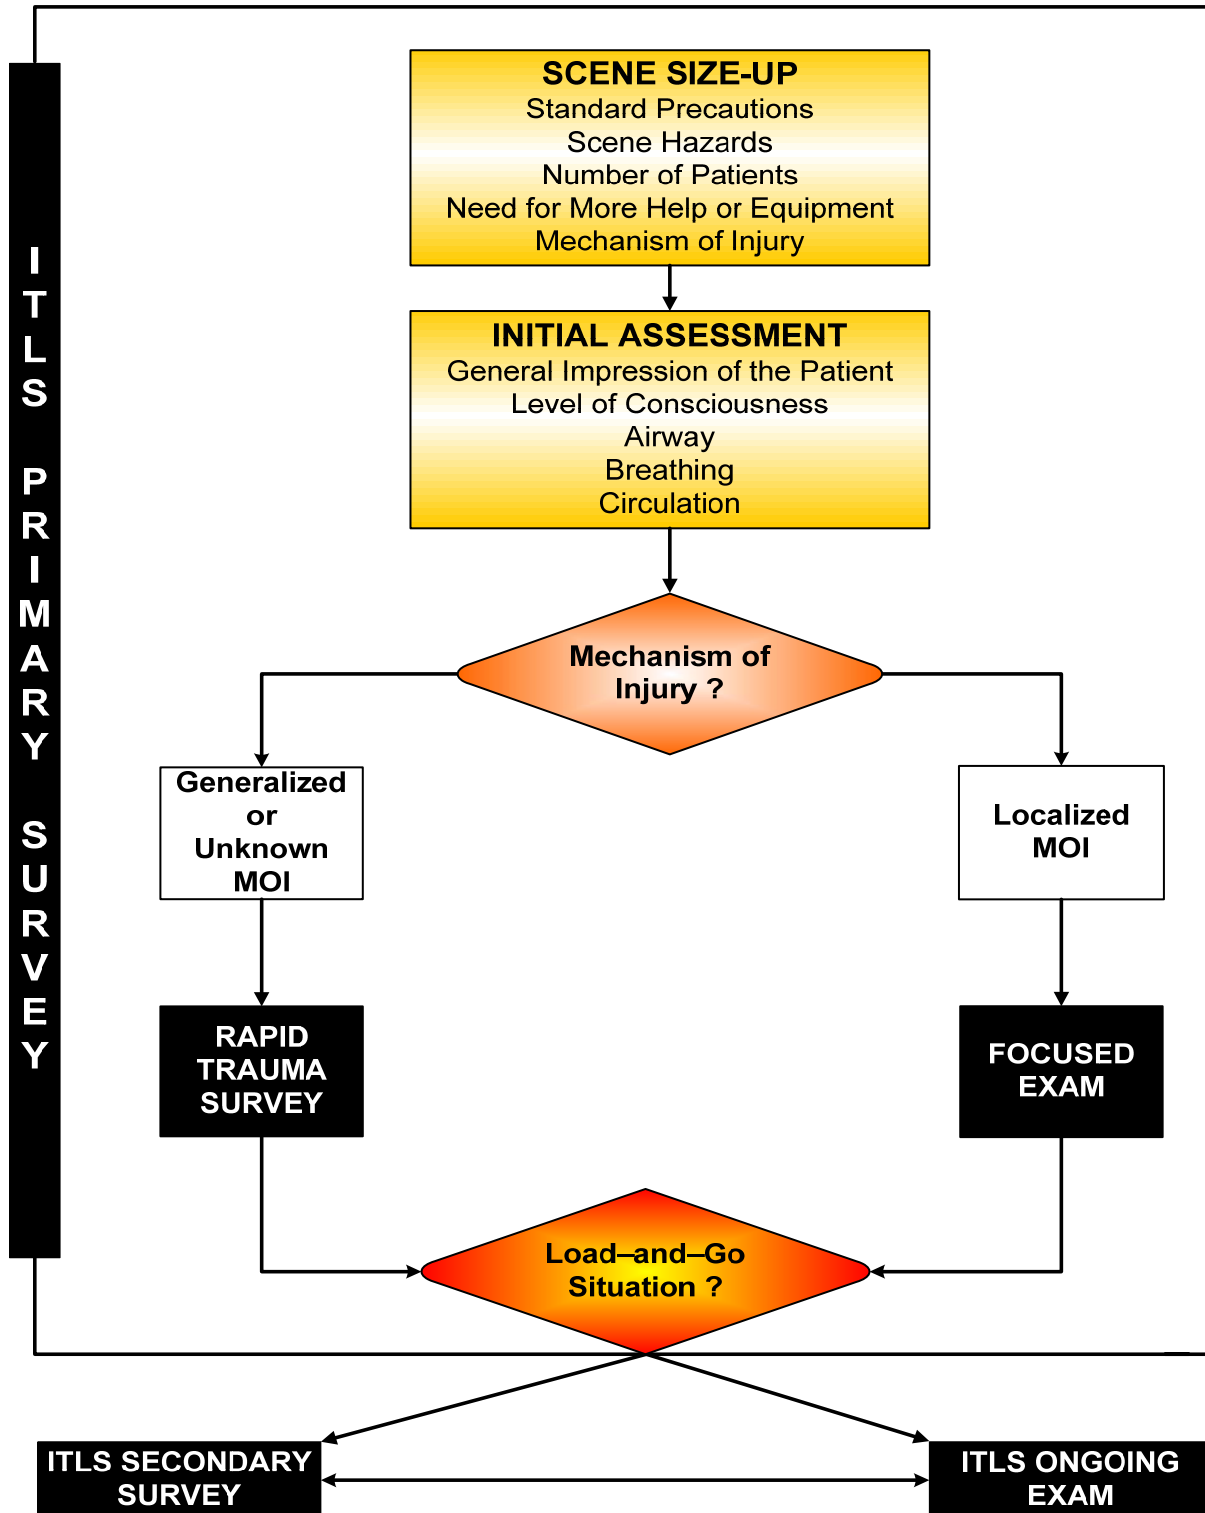 ITLS PRIMARY SURVEY
SCENE SIZE-UP
Standard Precautions
Scene Hazards
Number of Patients
Need for More Help or Equipment
Mechanism of Injury
INITIAL ASSESSMENT
General Impression of the Patient
Level of Consciousness
Airway
Breathing
Circulation
Mechanism of
Injury ?
Generalized
or
Unknown
MOI
Localized
MOI
RAPID
TRAUMA
SURVEY
FOCUSED
EXAM
Load–and–Go
Situation ?
ITLS SECONDARY
SURVEY
ITLS ONGOING
EXAM